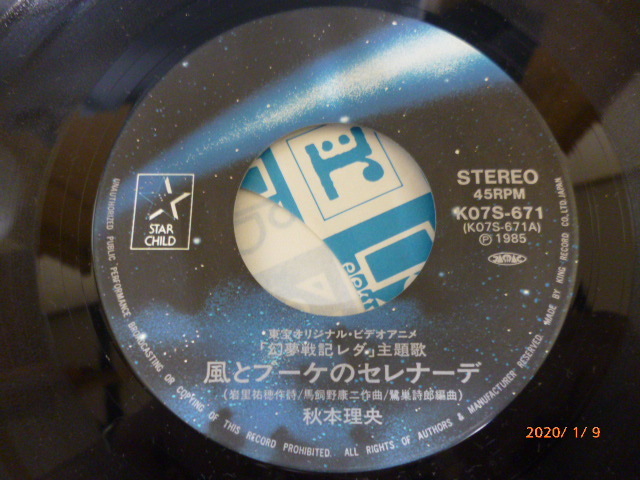 STEREO
45RPM
K07S-671
(K07S-671A)
Ⓟ 1985
STAR
CHILD
東宝オリジナル・ビデオアニメ
「幻夢戦記レダ」主題歌
風とブーケのセレナーデ
(岩里祐穂作詩/馬飼野康二作曲/鷺巣詩郎編曲)
秋本理央
UNAUTHORIZED PUBLIC PERFORMANCE BROADCASTING OR COPYING OF THIS RECORD PROHIBITED. ALL RIGHTS. OF AUTHORS & MANUFACTURER RESERVED. MADE BY KING RECORD CO.,LTD.JAPAN
2020/ 1/ 9